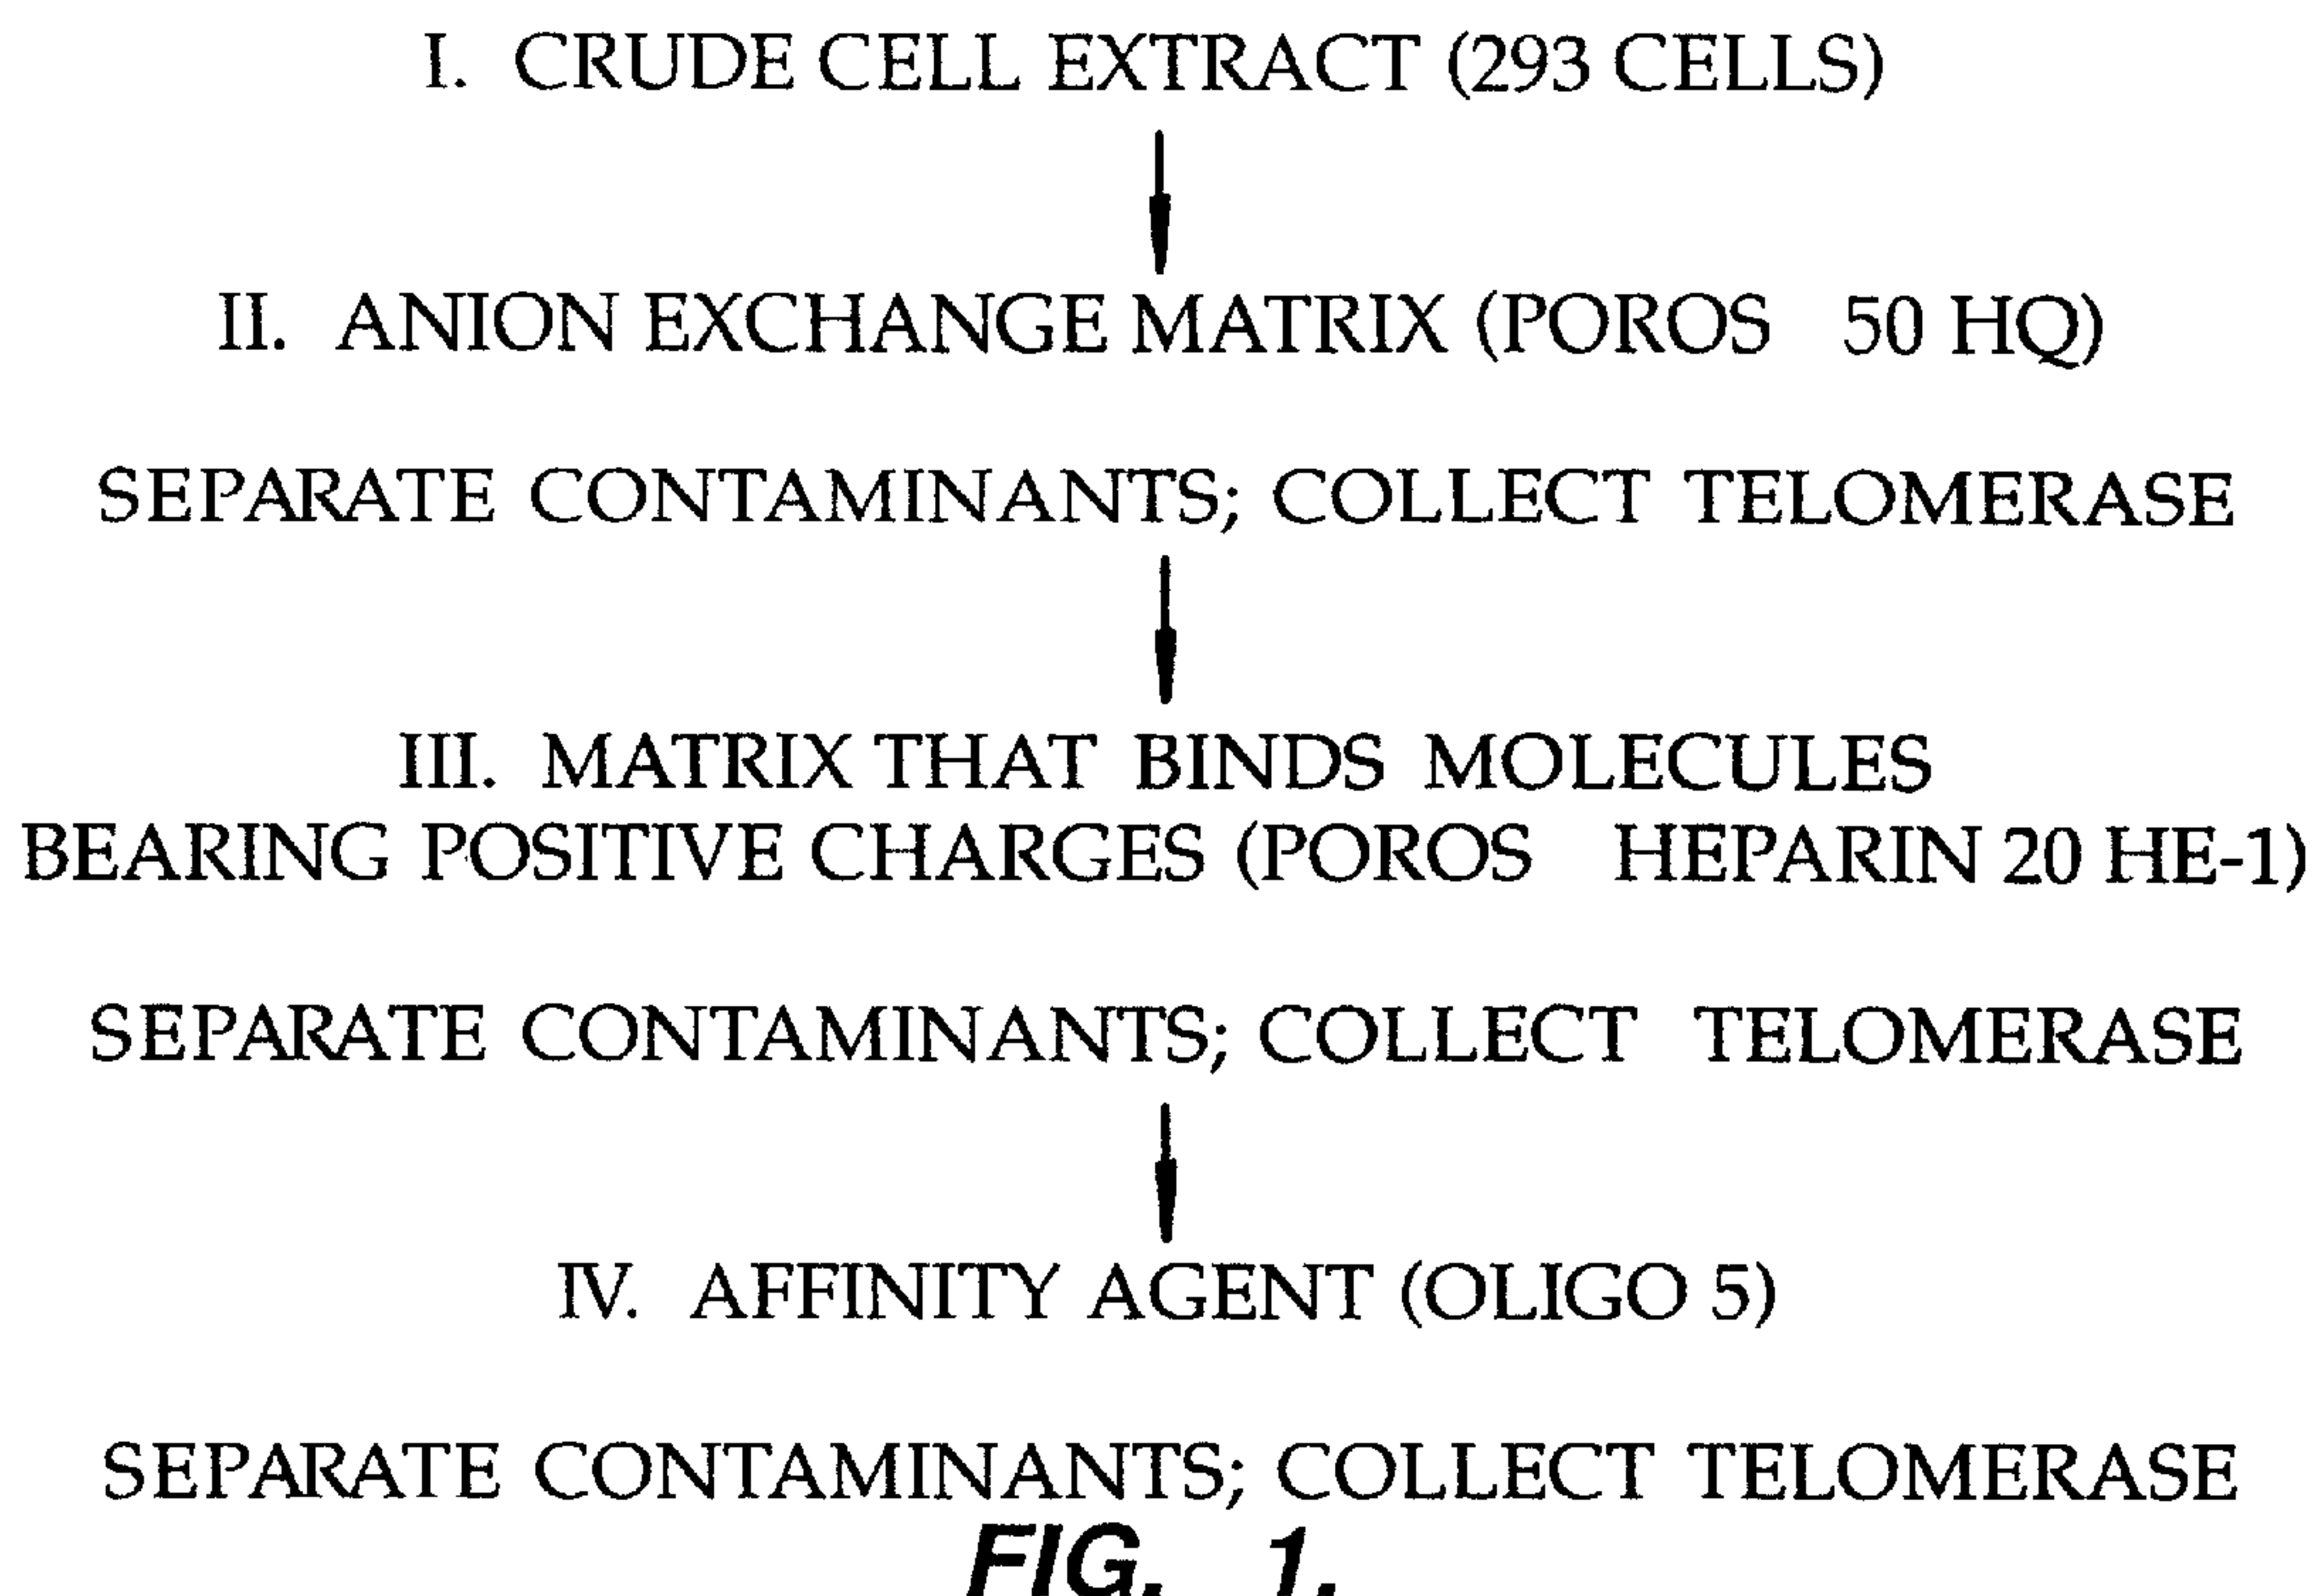 I. CRUDE CELL EXTRACT (293 CELLS)
II. ANION EXCHANGE MATRIX (POROS 50 HQ)
SEPARATE CONTAMINANTS; COLLECT TELOMERASE
III. MATRIX THAT BINDS MOLECULES
BEARING POSITIVE CHARGES (POROS HEPARIN 20 HE-1)
SEPARATE CONTAMINANTS; COLLECT TELOMERASE
IV. AFFINITY AGENT (OLIGO 5)
SEPARATE CONTAMINANTS; COLLECT TELOMERASE
FIG. 1.